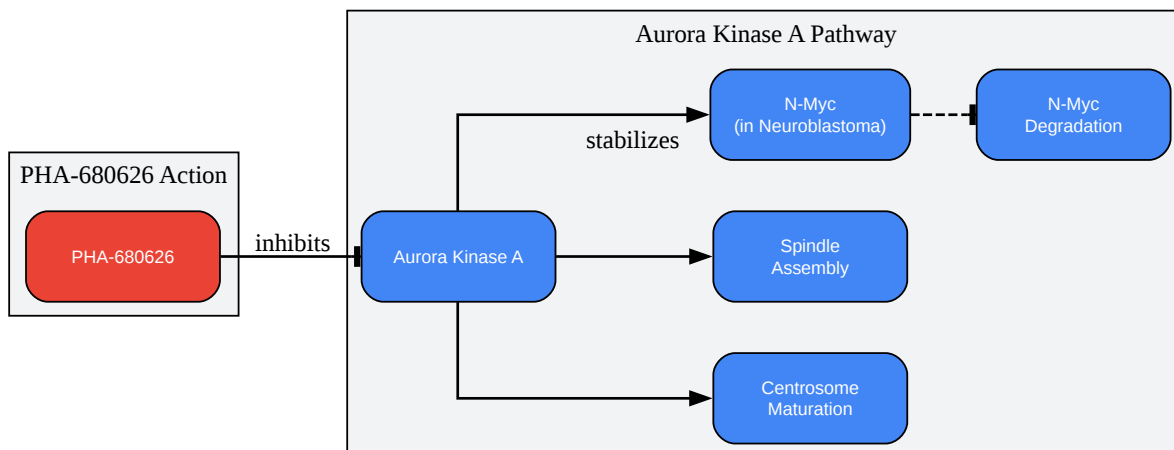 Aurora Kinase A Pathway
N-Myc
(in Neuroblastoma)
N-Myc
Degradation
stabilizes
PHA-680626 Action
PHA-680626
inhibits
Aurora Kinase A
Spindle
Assembly
Centrosome
Maturation